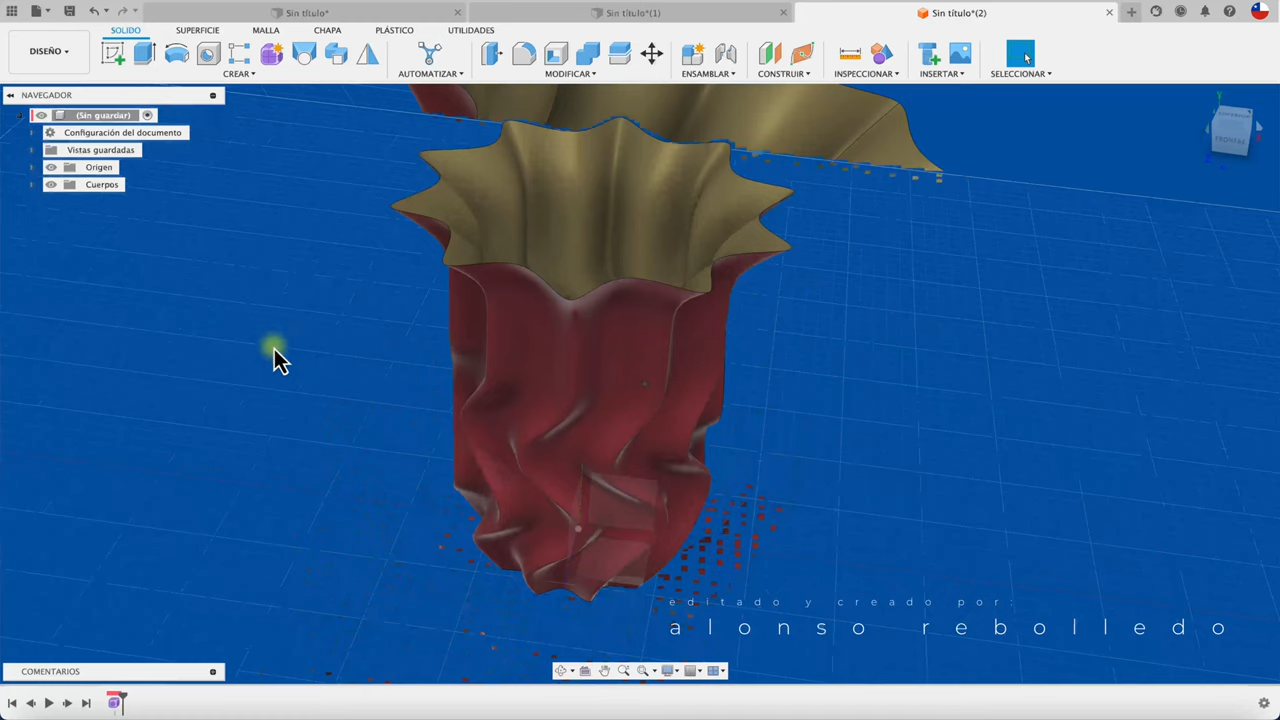 Sin título*
Sin título*(1)
Sin título*(2)
DISEÑO
SOLIDO
SUPERFICIE
MALLA
CHAPA
PLÁSTICO
UTILIDADES
CREAR
AUTOMATIZAR
MODIFICAR
ENSAMBLAR
CONSTRUIR
INSPECCIONAR
INSERTAR
SELECCIONAR
NAVEGADOR
(Sin guardar)
Configuración del documento
Vistas guardadas
Origen
Cuerpos
SUPERIOR
FRONTAL
Y
editado y creado por:
alonso rebolledo
COMENTARIOS